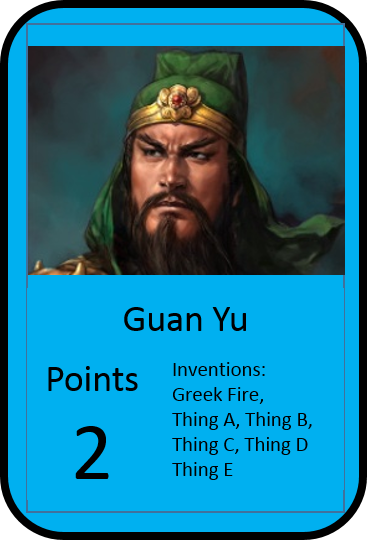 Guan Yu
Points
2
Inventions:
Greek Fire,
Thing A, Thing B,
Thing C, Thing D
Thing E